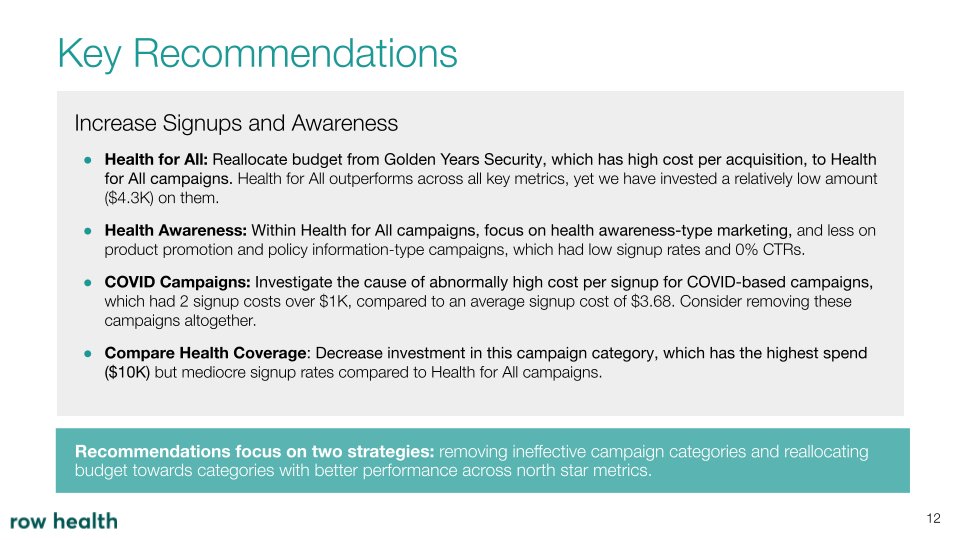 Key Recommendations
Increase Signups and Awareness
● Health for All: Reallocate budget from Golden Years Security, which has high cost per acquisition, to Health
for All campaigns. Health for All outperforms across all key metrics, yet we have invested a relatively low amount
($4.3K) on them.
● Health Awareness: Within Health for All campaigns, focus on health awareness-type marketing, and less on
product promotion and policy information-type campaigns, which had low signup rates and 0% CTRs.
● COVID Campaigns: Investigate the cause of abnormally high cost per signup for COVID-based campaigns,
which had 2 signup costs over $1K, compared to an average signup cost of $3.68. Consider removing these
campaigns altogether.
● Compare Health Coverage: Decrease investment in this campaign category, which has the highest spend
($10K) but mediocre signup rates compared to Health for All campaigns.
Recommendations focus on two strategies: removing ineffective campaign categories and reallocating
budget towards categories with better performance across north star metrics.
row health
12